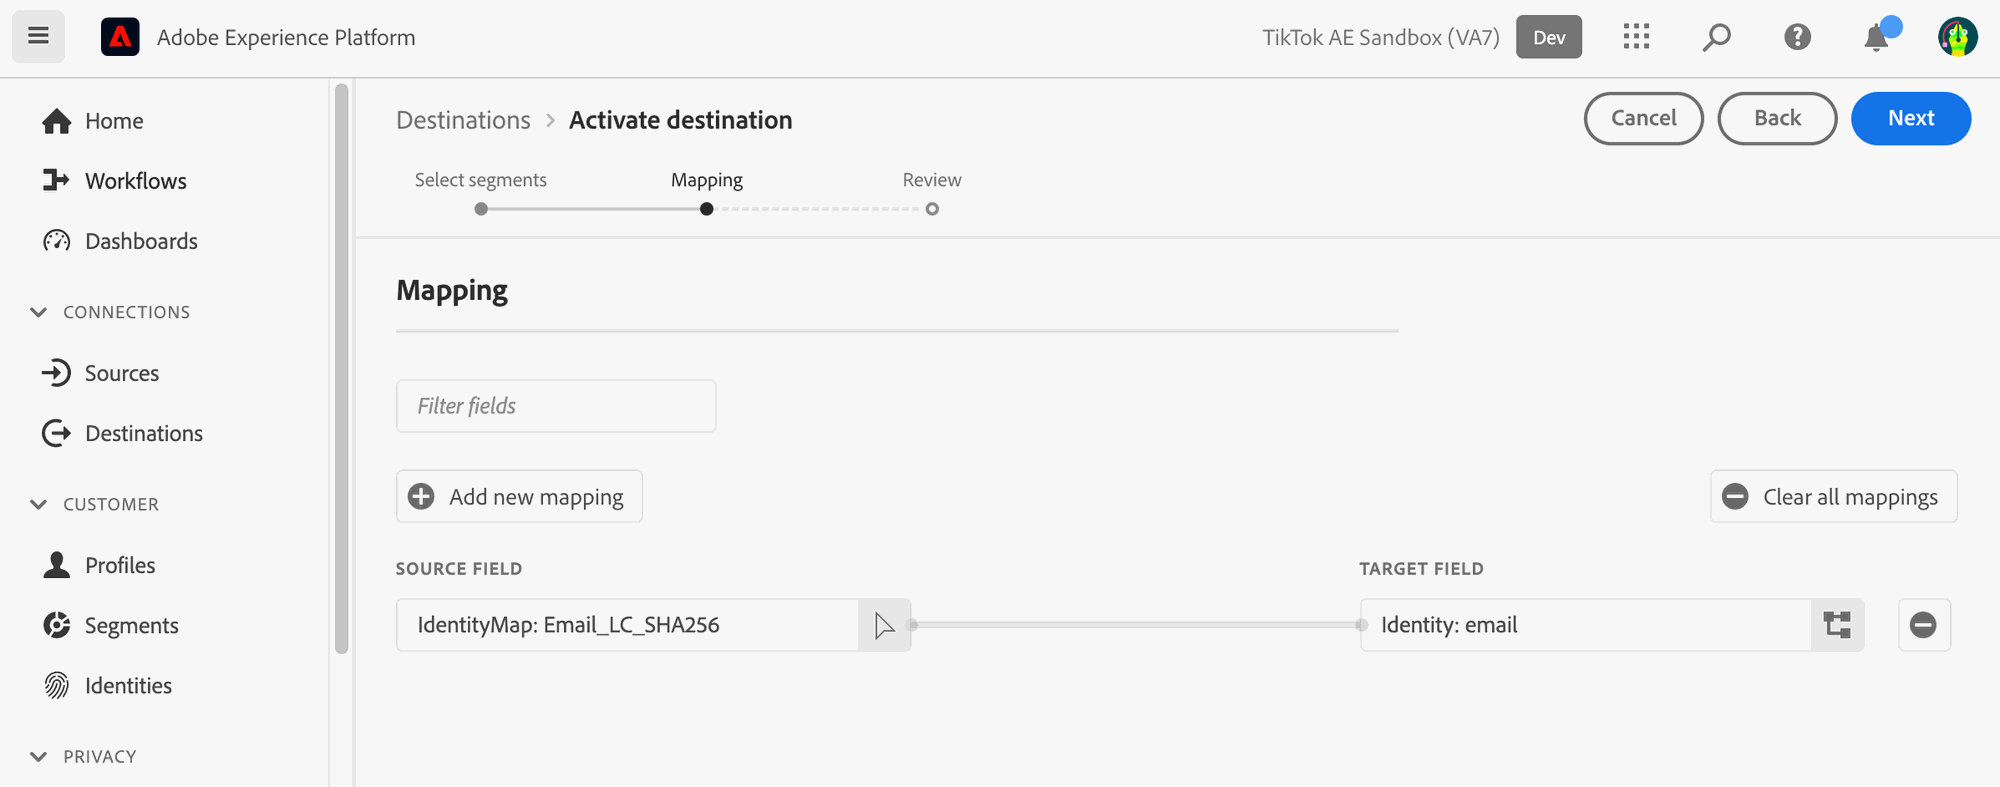 Adobe Experience Platform
TikTok AE Sandbox (VA7)
Dev
Home
Workflows
Dashboards
CONNECTIONS
Sources
Destinations
CUSTOMER
Profiles
Segments
Identities
PRIVACY
Destinations > Activate destination
Cancel
Back
Next
Select segments
Mapping
Review
Mapping
Filter fields
Add new mapping
Clear all mappings
SOURCE FIELD
TARGET FIELD
IdentityMap: Email_LC_SHA256
Identity: email